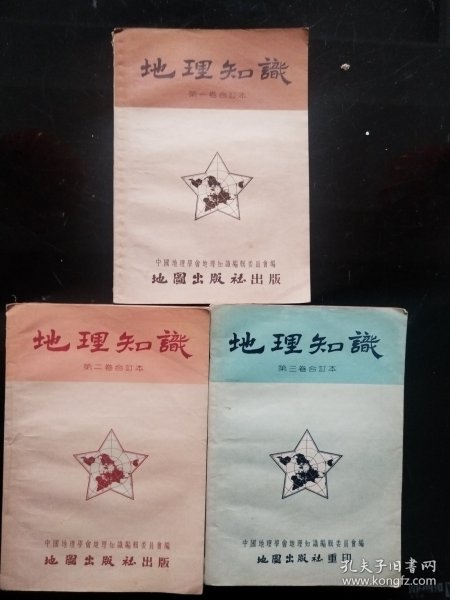 地理知識
第一卷合訂本
中國地理學會地理知識編輯委員會編
地圖出版社出版
地理知識
第二卷合訂本
中國地理學會地理知識編輯委員會編
地圖出版社出版
地理知識
第三卷合訂本
中國地理學會地理知識編輯委員會編
地圖出版社重印
孔夫子旧书网
www.kongfz.com